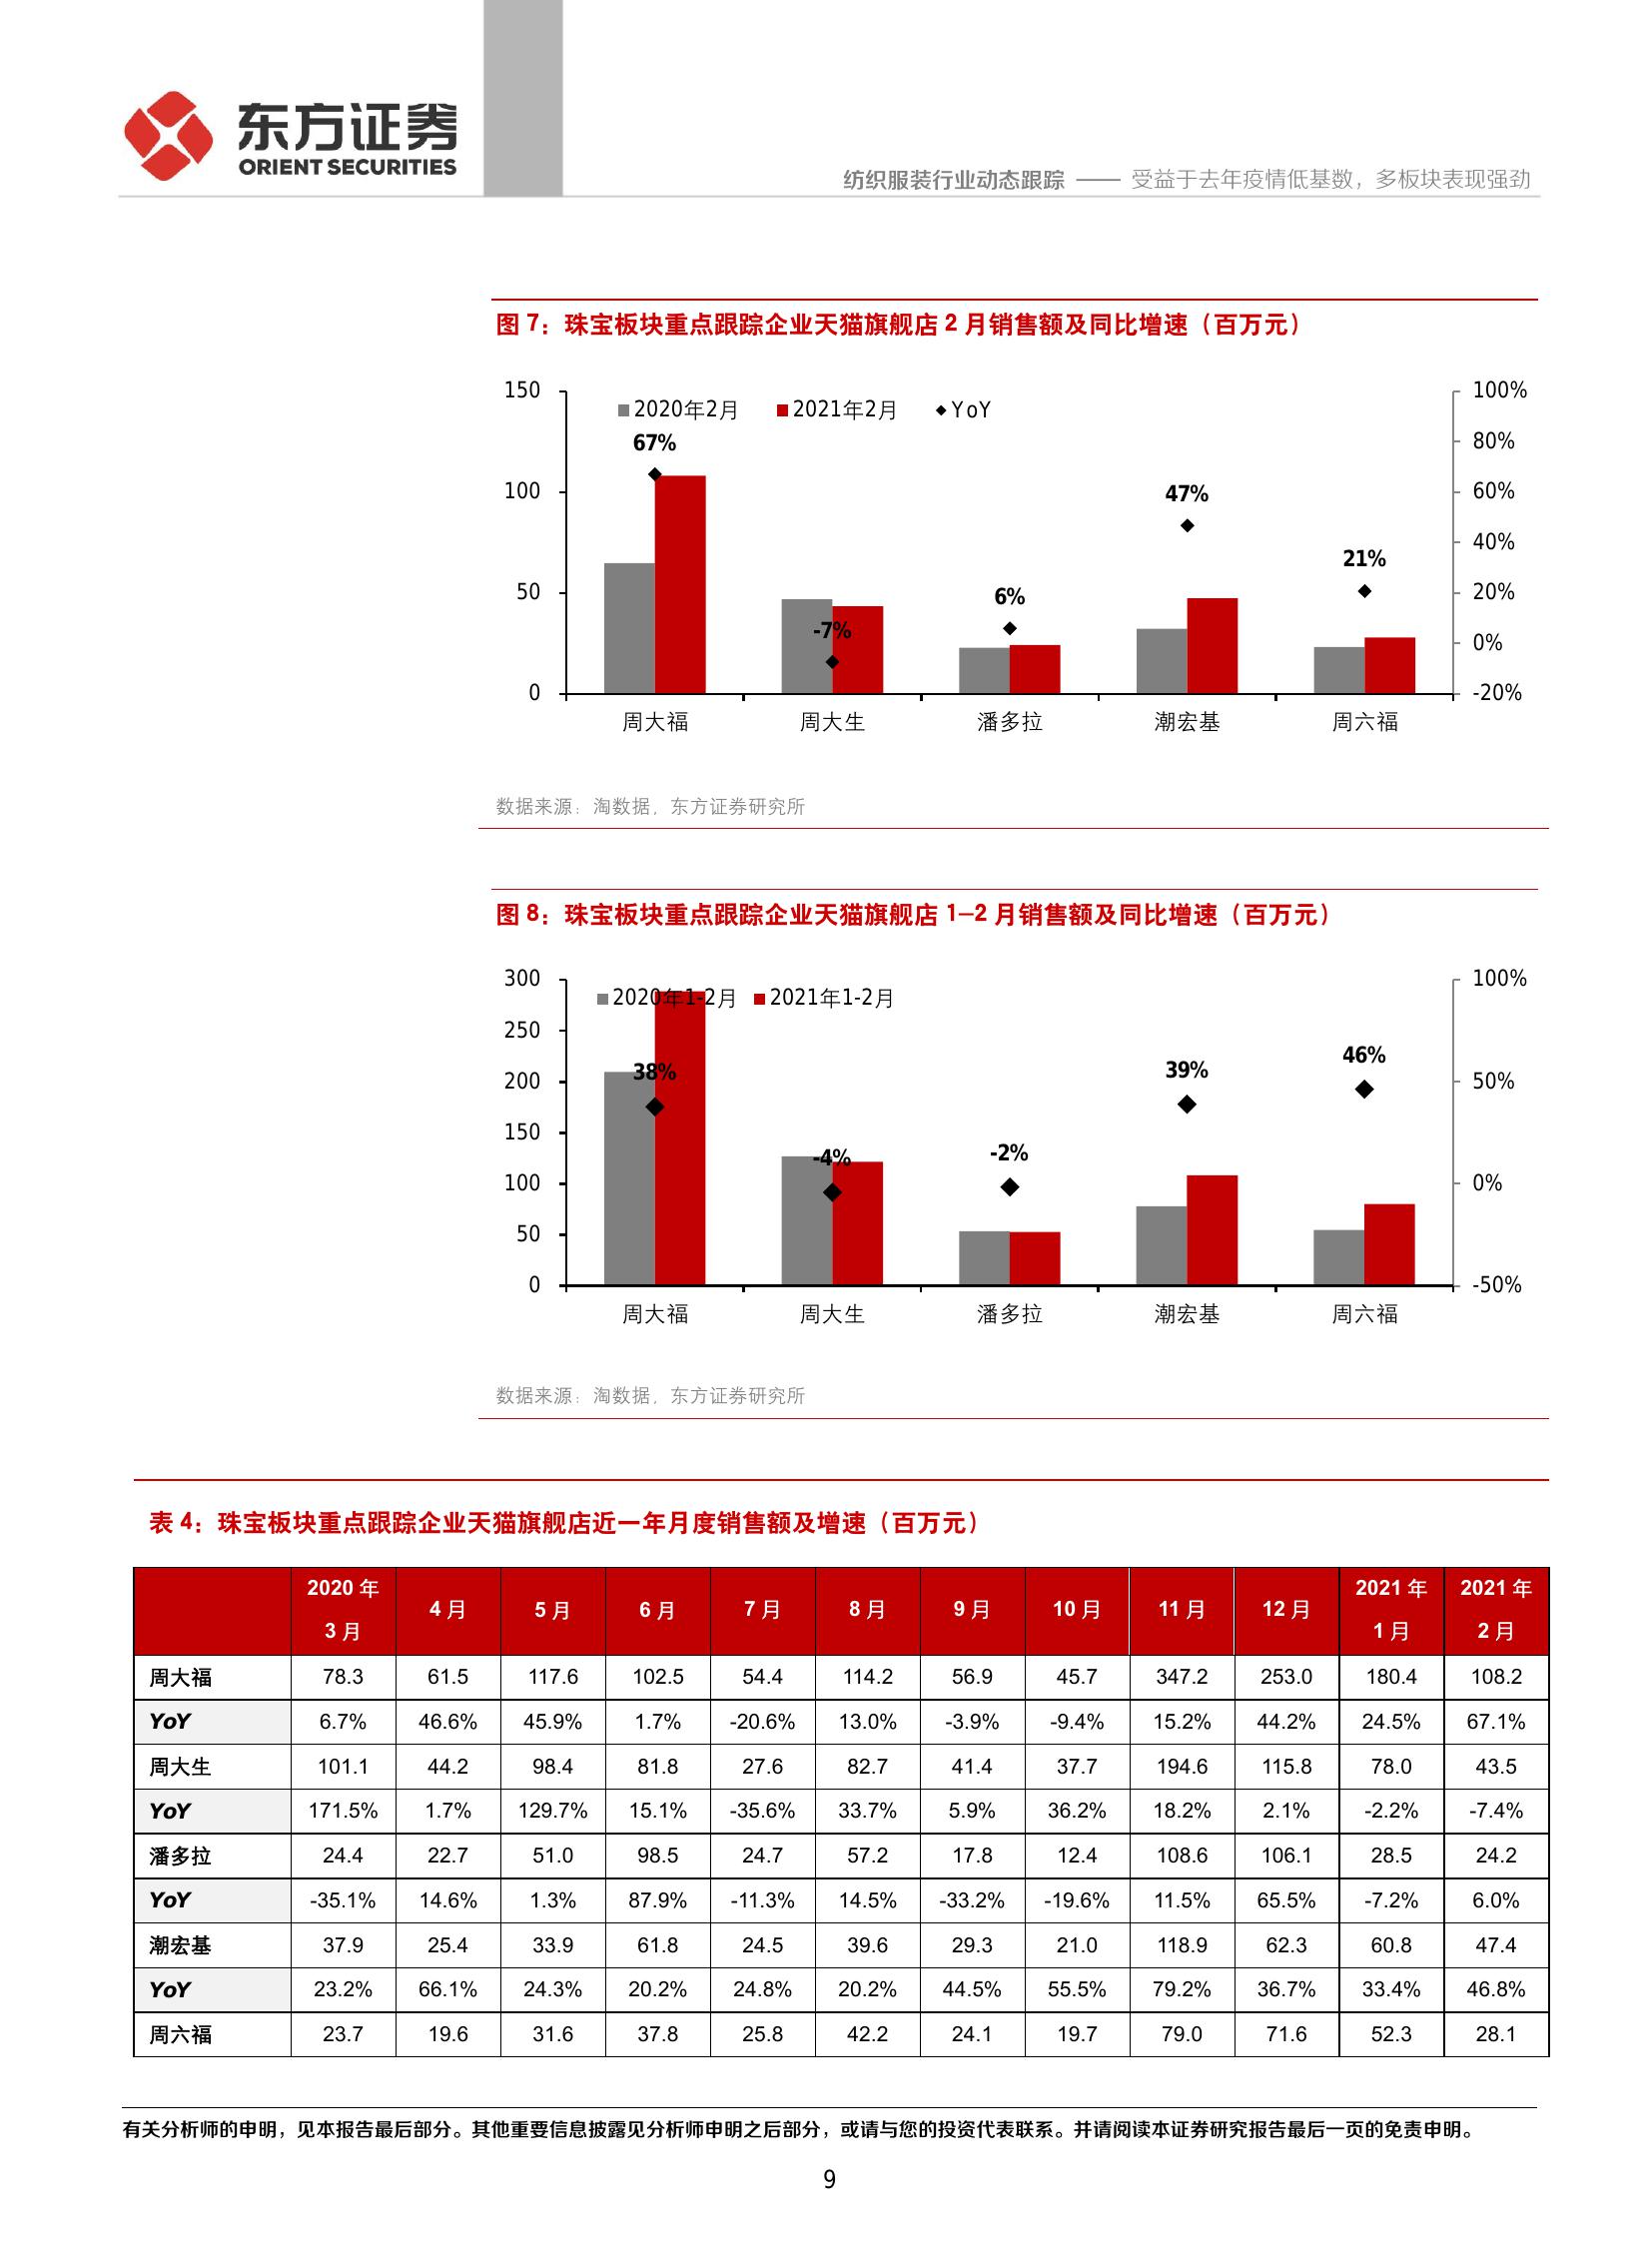 东方证券
ORIENT SECURITIES
纺织服装行业动态跟踪 —— 受益于去年疫情低基数，多板块表现强劲
图 7：珠宝板块重点跟踪企业天猫旗舰店 2 月销售额及同比增速（百万元）
2020年2月 2021年2月 YoY
150 100%
80%
100 60%
40%
50 20%
0%
0 -20%
67%
-7%
6%
47%
21%
周大福 周大生 潘多拉 潮宏基 周六福
数据来源：淘数据，东方证券研究所
图 8：珠宝板块重点跟踪企业天猫旗舰店 1-2 月销售额及同比增速（百万元）
2020年1-2月 2021年1-2月
300 100%
250
200 50%
150
100 0%
50
0 -50%
38%
-4%
-2%
39%
46%
周大福 周大生 潘多拉 潮宏基 周六福
数据来源：淘数据，东方证券研究所
表 4：珠宝板块重点跟踪企业天猫旗舰店近一年月度销售额及增速（百万元）
2020 年 3 月 4 月 5 月 6 月 7 月 8 月 9 月 10 月 11 月 12 月 2021 年 1 月 2021 年 2 月
周大福 78.3 61.5 117.6 102.5 54.4 114.2 56.9 45.7 347.2 253.0 180.4 108.2
YoY 6.7% 46.6% 45.9% 1.7% -20.6% 13.0% -3.9% -9.4% 15.2% 44.2% 24.5% 67.1%
周大生 101.1 44.2 98.4 81.8 27.6 82.7 41.4 37.7 194.6 115.8 78.0 43.5
YoY 171.5% 1.7% 129.7% 15.1% -35.6% 33.7% 5.9% 36.2% 18.2% 2.1% -2.2% -7.4%
潘多拉 24.4 22.7 51.0 98.5 24.7 57.2 17.8 12.4 108.6 106.1 28.5 24.2
YoY -35.1% 14.6% 1.3% 87.9% -11.3% 14.5% -33.2% -19.6% 11.5% 65.5% -7.2% 6.0%
潮宏基 37.9 25.4 33.9 61.8 24.5 39.6 29.3 21.0 118.9 62.3 60.8 47.4
YoY 23.2% 66.1% 24.3% 20.2% 24.8% 20.2% 44.5% 55.5% 79.2% 36.7% 33.4% 46.8%
周六福 23.7 19.6 31.6 37.8 25.8 42.2 24.1 19.7 79.0 71.6 52.3 28.1
有关分析师的申明，见本报告最后部分。其他重要信息披露见分析师申明之后部分，或请与您的投资代表联系。并请阅读本证券研究报告最后一页的免责申明。
9